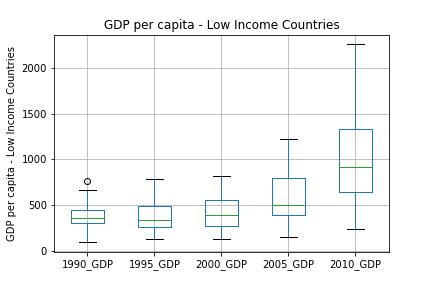 GDP per capita - Low Income Countries
GDP per capita - Low Income Countries
2000
1500
1000
500
0
1990_GDP
1995_GDP
2000_GDP
2005_GDP
2010_GDP